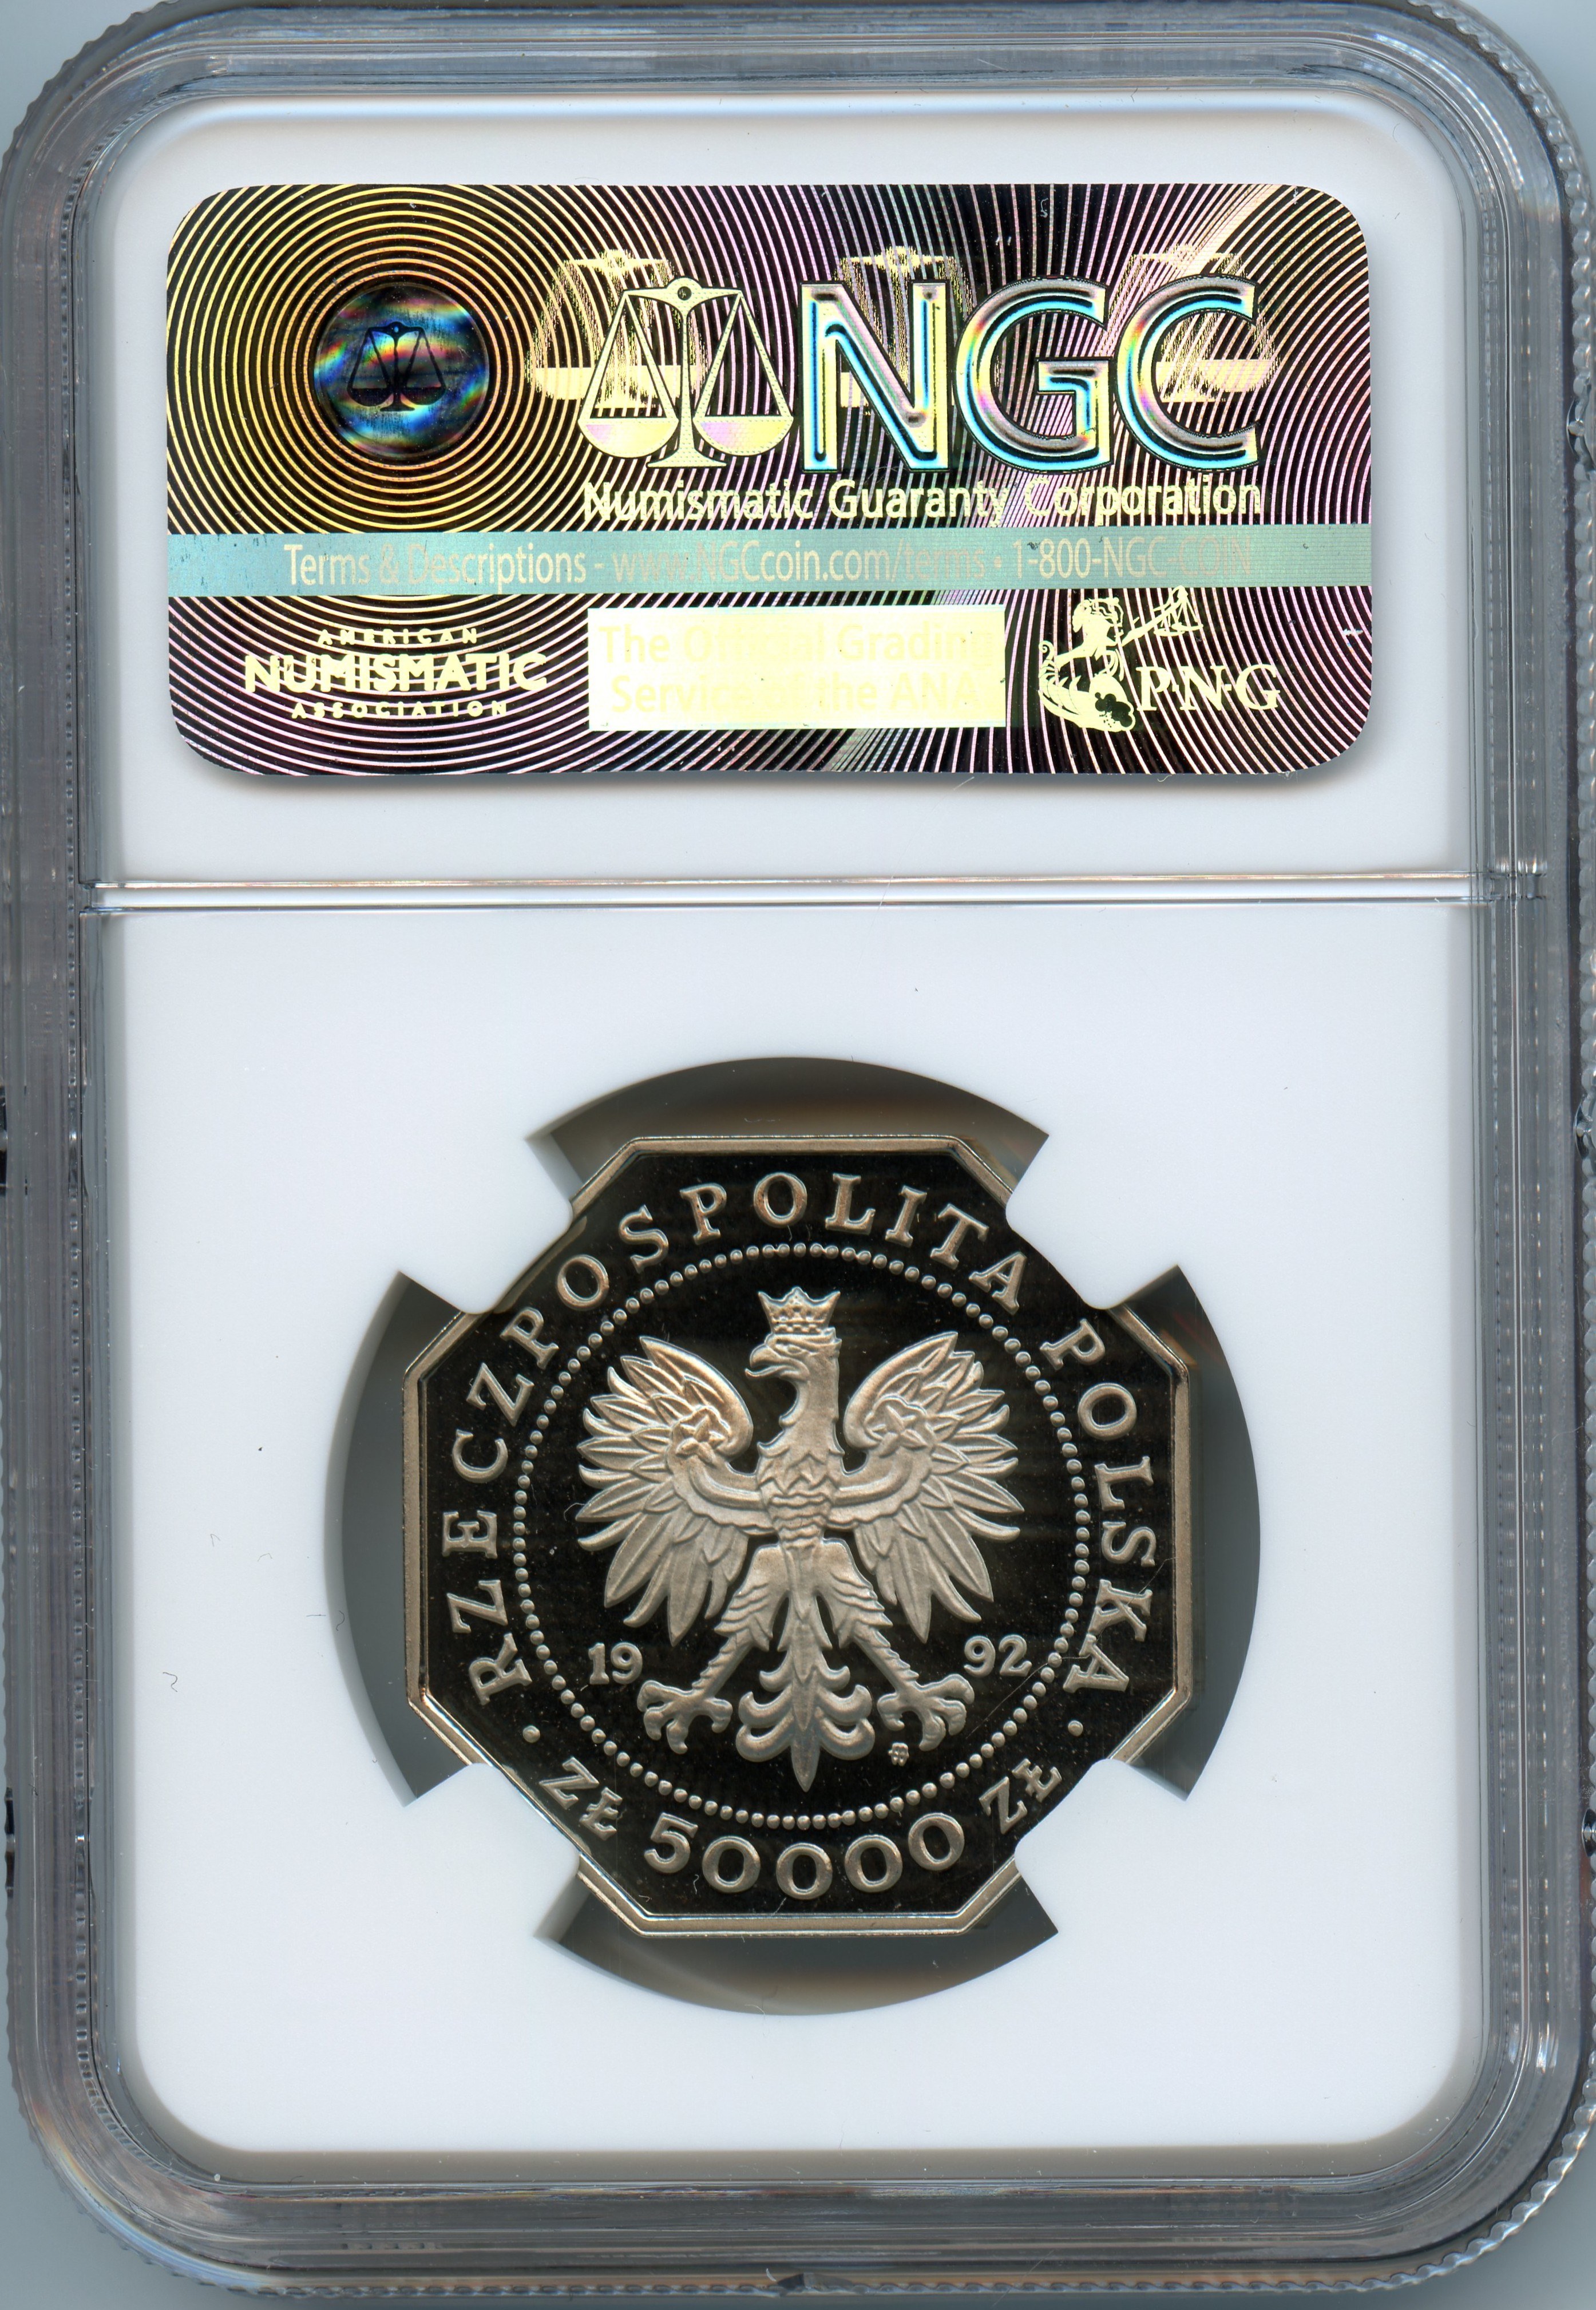 NGC
Numismatic Guaranty Corporation
Terms & Descriptions - www.NGCcoin.com/terms • 1-800-NGC-COIN
AMERICAN
NUMISMATIC
ASSOCIATION
The Official Grading
Service of the ANA
P·N·G
RZECZPOSPOLITA POLSKA
19 92
• ZŁ 50000 ZŁ •